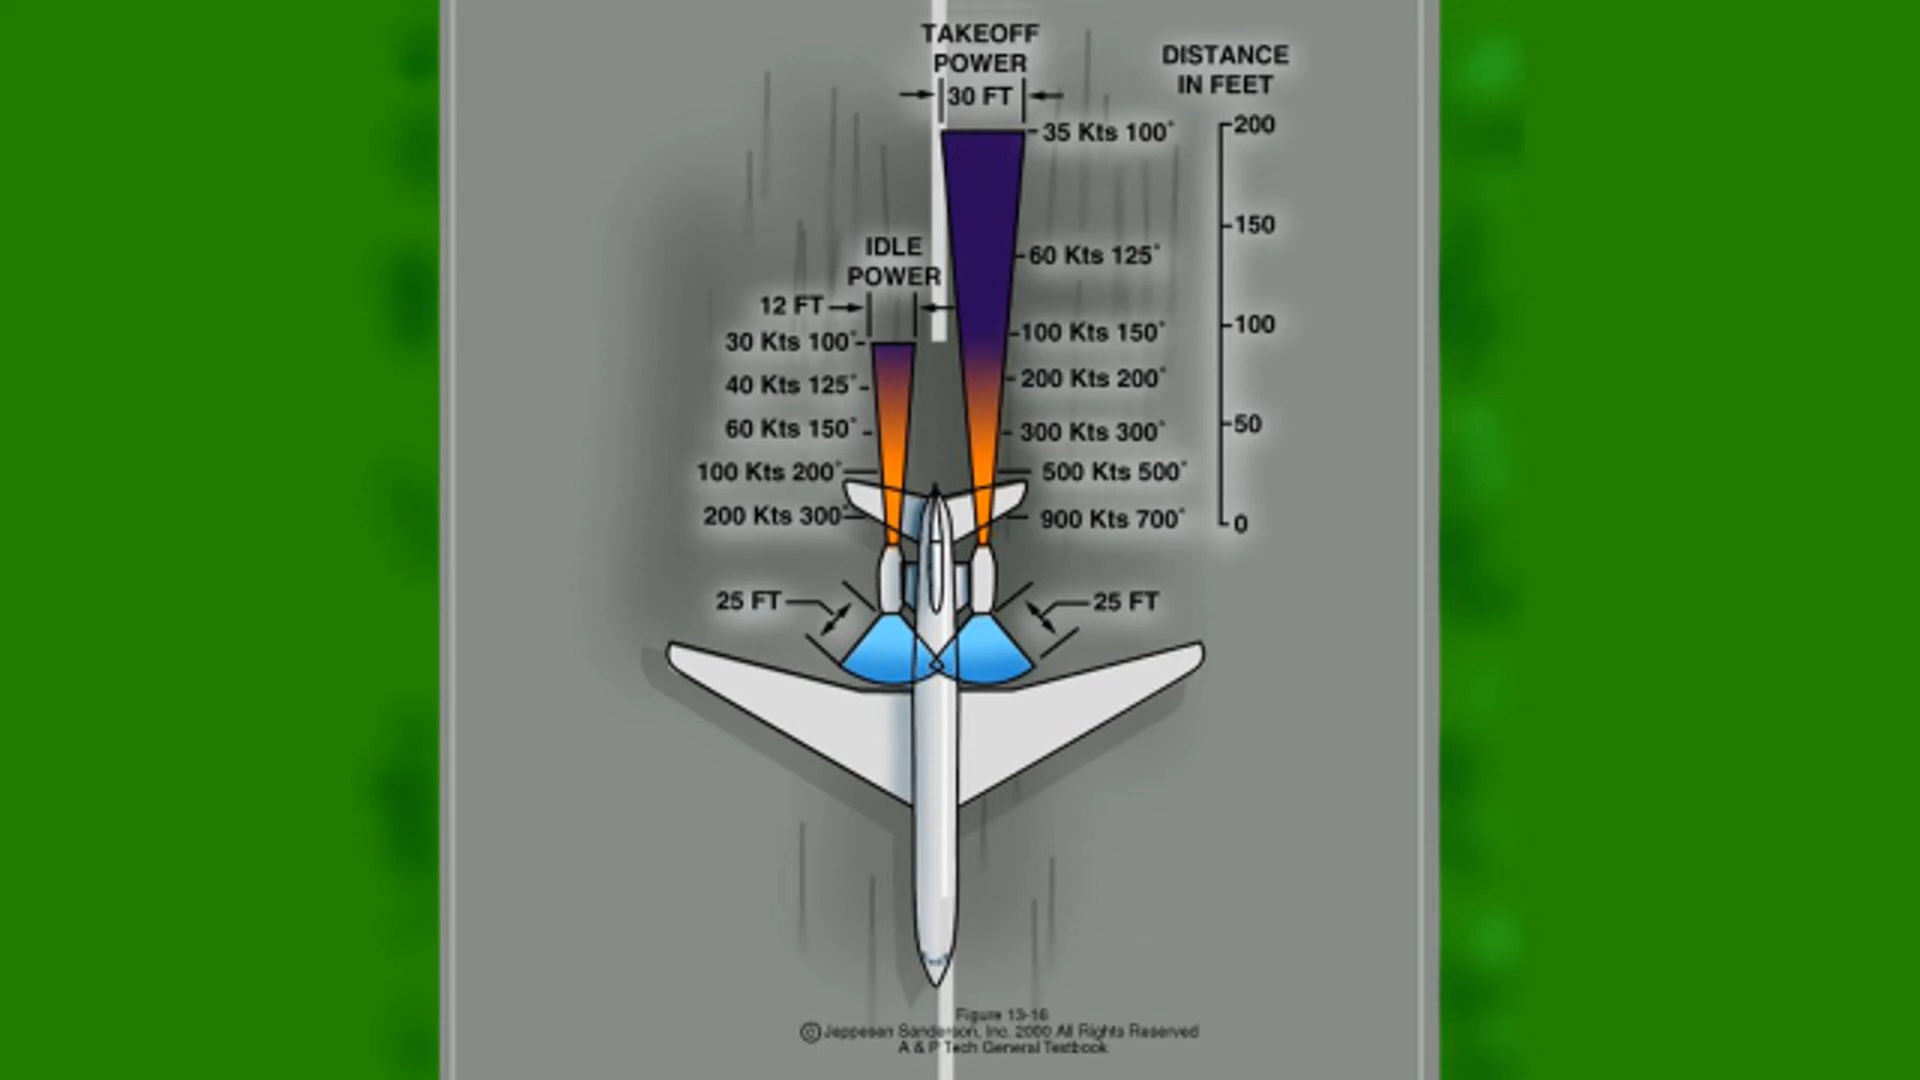 TAKEOFF
POWER
30 FT
DISTANCE
IN FEET
200
150
100
50
0
35 Kts 100°
60 Kts 125°
100 Kts 150°
200 Kts 200°
300 Kts 300°
500 Kts 500°
900 Kts 700°
IDLE
POWER
12 FT
30 Kts 100°
40 Kts 125°
60 Kts 150°
100 Kts 200°
200 Kts 300°
25 FT
25 FT
Figure 13-16
© Jeppesen Sanderson, Inc. 2000 All Rights Reserved
A & P Tech General Textbook